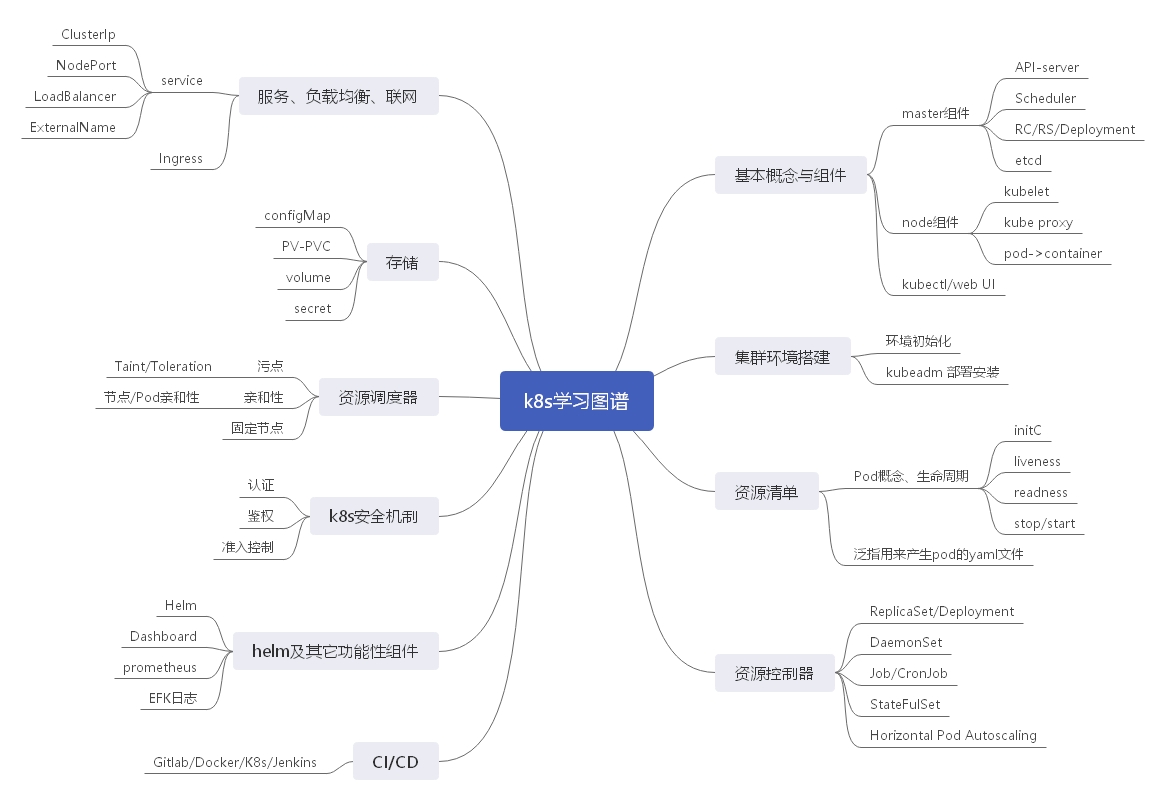 k8s学习图谱
基本概念与组件
master组件
API-server
Scheduler
RC/RS/Deployment
etcd
node组件
kubelet
kube proxy
pod->container
kubectl/web UI
集群环境搭建
环境初始化
kubeadm 部署安装
资源清单
Pod概念、生命周期
initC
liveness
readness
stop/start
泛指用来产生pod的yaml文件
资源控制器
ReplicaSet/Deployment
DaemonSet
Job/CronJob
StateFulSet
Horizontal Pod Autoscaling
服务、负载均衡、联网
service
ClusterIp
NodePort
LoadBalancer
ExternalName
Ingress
存储
configMap
PV-PVC
volume
secret
资源调度器
污点
Taint/Toleration
亲和性
节点/Pod亲和性
固定节点
k8s安全机制
认证
鉴权
准入控制
helm及其它功能性组件
Helm
Dashboard
prometheus
EFK日志
CI/CD
Gitlab/Docker/K8s/Jenkins